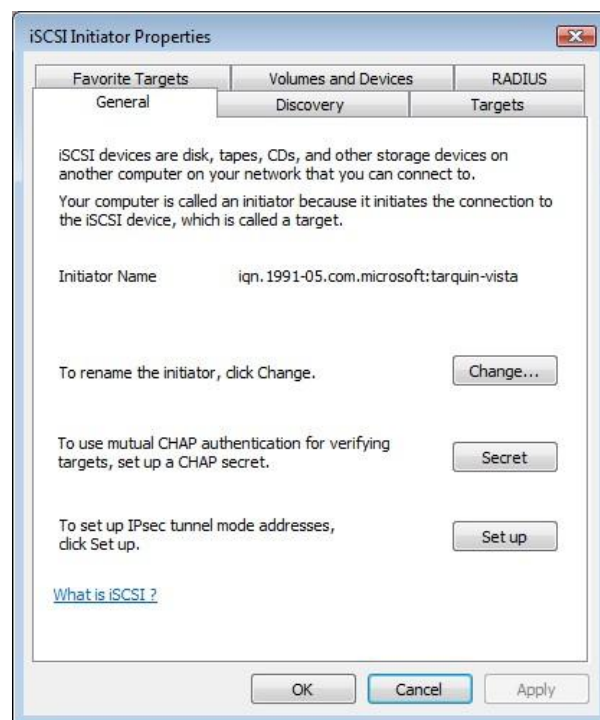 iSCSI Initiator Properties
Favorite Targets Volumes and Devices RADIUS
General Discovery Targets
iSCSI devices are disk, tapes, CDs, and other storage devices on
another computer on your network that you can connect to.
Your computer is called an initiator because it initiates the connection to
the iSCSI device, which is called a target.
Initiator Name iqn.1991-05.com.microsoft:tarquin-vista
To rename the initiator, click Change. Change...
To use mutual CHAP authentication for verifying
targets, set up a CHAP secret. Secret
To set up IPsec tunnel mode addresses,
click Set up. Set up
What is iSCSI ?
OK Cancel Apply